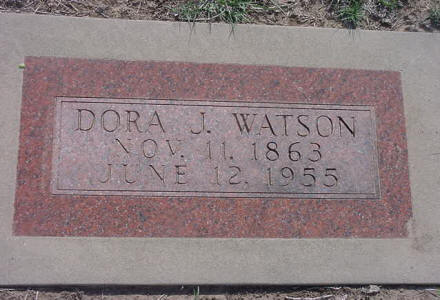 DORA J. WATSON
NOV. 11. 1863
JUNE 12. 1955